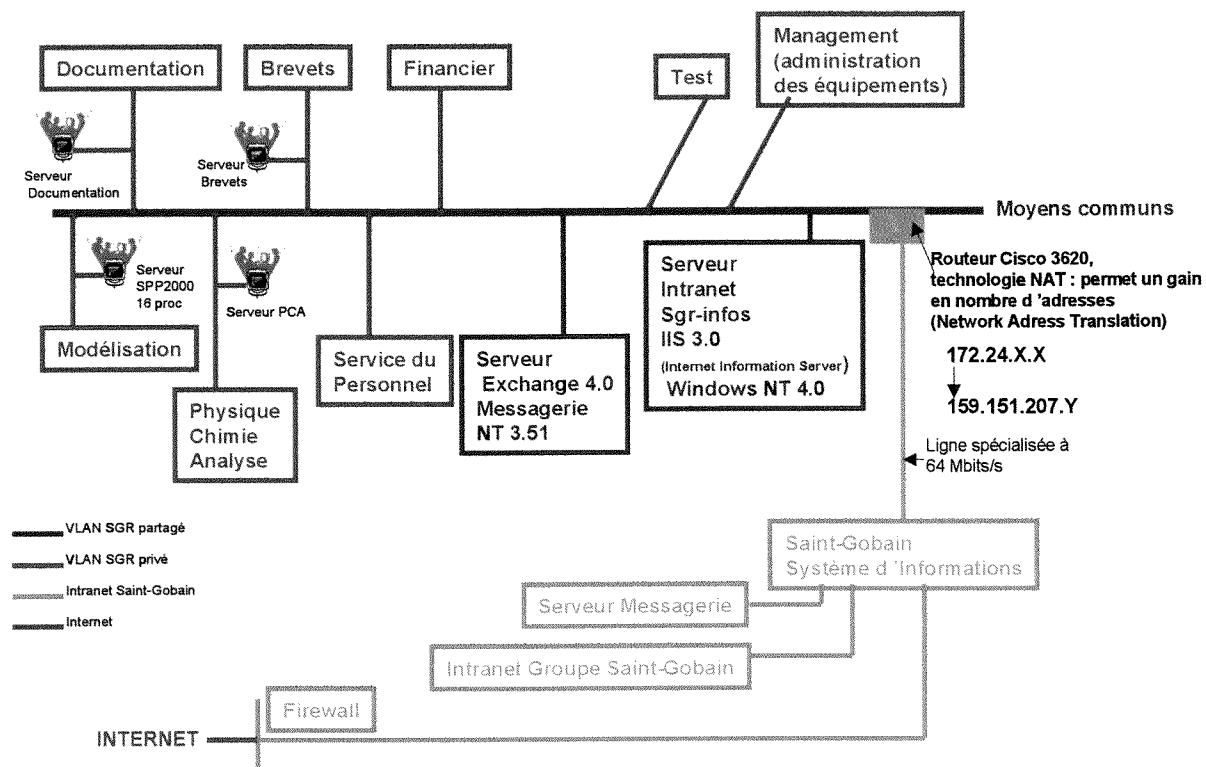 Documentation
Brevets
Financier
Test
Management
(administration
des équipements)
Serveur
Documentation
Serveur
Brevets
Moyens communs
Serveur
SPP2000
16 proc
Serveur PCA
Modélisation
Physique
Chimie
Analyse
Service du
Personnel
Serveur
Exchange 4.0
Messagerie
NT 3.51
Serveur
Intranet
Sgr-infos
IIS 3.0
(Internet Information Server)
Windows NT 4.0
Routeur Cisco 3620,
technologie NAT : permet un gain
en nombre d 'adresses
(Network Adress Translation)
172.24.X.X
159.151.207.Y
Ligne spécialisée à
64 Mbits/s
VLAN SGR partagé
VLAN SGR privé
Intranet Saint-Gobain
Internet
Saint-Gobain
Système d 'Informations
Serveur Messagerie
Intranet Groupe Saint-Gobain
Firewall
INTERNET